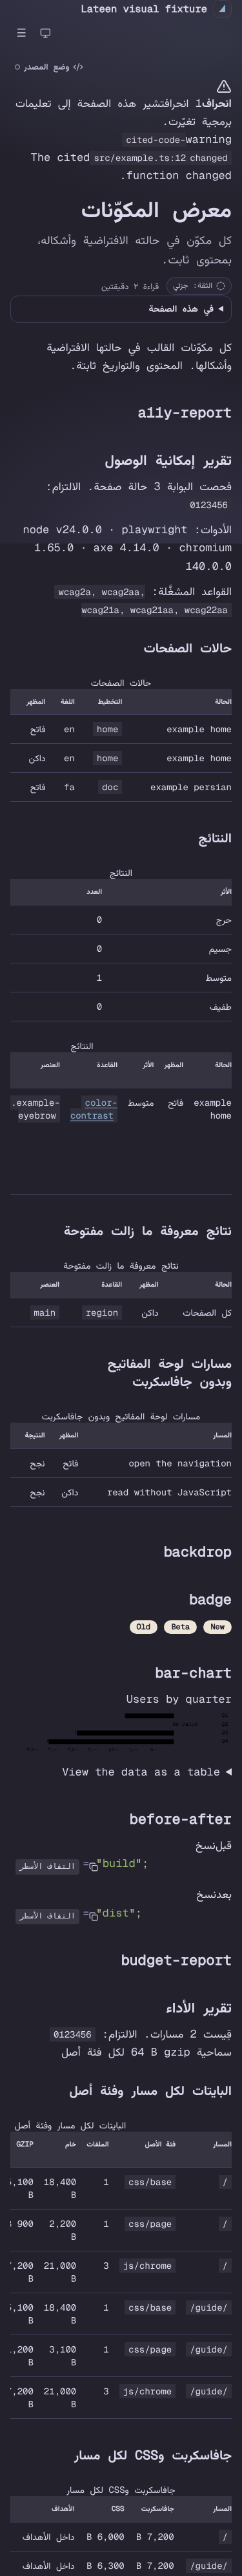 Lateen visual fixture
وضع المصدر
انحراف1 انحرافتشير هذه الصفحة إلى تعليمات
برمجية تغيّرت.
cited-code-warning
The cited src/example.ts:12 changed
function changed.
معرض المكوّنات
كل مكوّن في حالته الافتراضية وأشكاله،
بمحتوى ثابت.
الثقة: جزئي
قراءة ٢ دقيقتين
في هذه الصفحة
كل مكوّنات القالب في حالتها الافتراضية
وأشكالها. المحتوى والتواريخ ثابتة.
a11y-report
تقرير إمكانية الوصول
فحصت البوابة 3 حالة صفحة. الالتزام:
0123456
الأدوات: node v24.0.0 · playwright
1.65.0 · axe 4.14.0 · chromium
140.0.0
القواعد المشغَّلة: wcag2a, wcag2aa,
wcag21a, wcag21aa, wcag22aa
حالات الصفحات
حالات الصفحات
الحالة التخطيط اللغة المظهر
example home home en فاتح
example home home en داكن
example persian doc fa فاتح
النتائج
النتائج
الأثر العدد
حرج 0
جسيم 0
متوسط 1
طفيف 0
النتائج
الحالة المظهر الأثر القاعدة العنصر
example home فاتح متوسط color-contrast .example-eyebrow
نتائج معروفة ما زالت مفتوحة
نتائج معروفة ما زالت مفتوحة
الحالة المظهر القاعدة العنصر
كل الصفحات داكن region main
مسارات لوحة المفاتيح
وبدون جافاسكربت
مسارات لوحة المفاتيح وبدون جافاسكربت
المسار المظهر النتيجة
open the navigation فاتح نجح
read without JavaScript داكن نجح
backdrop
badge
New Beta Old
bar-chart
Users by quarter
View the data as a table
before-after
قبلنسخ
= "build"; التفاف الأسطر
بعدنسخ
= "dist"; التفاف الأسطر
budget-report
تقرير الأداء
قيست 2 مسارات. الالتزام: 0123456
سماحية 64 B gzip لكل فئة أصل
البايتات لكل مسار وفئة أصل
البايتات لكل مسار وفئة أصل
المسار فئة الأصل الملفات خام GZIP
/ css/base 1 18,400 B 5,100 B
/ css/page 1 2,200 B 900 B
/ js/chrome 3 21,000 B 7,200 B
/guide/ css/base 1 18,400 B 5,100 B
/guide/ css/page 1 3,100 B 1,200 B
/guide/ js/chrome 3 21,000 B 7,200 B
جافاسكربت وCSS لكل مسار
جافاسكربت وCSS لكل مسار
المسار جافاسكربت CSS الأهداف
/ 7,200 B 6,000 B داخل الأهداف
/guide/ 7,200 B 6,300 B داخل الأهداف